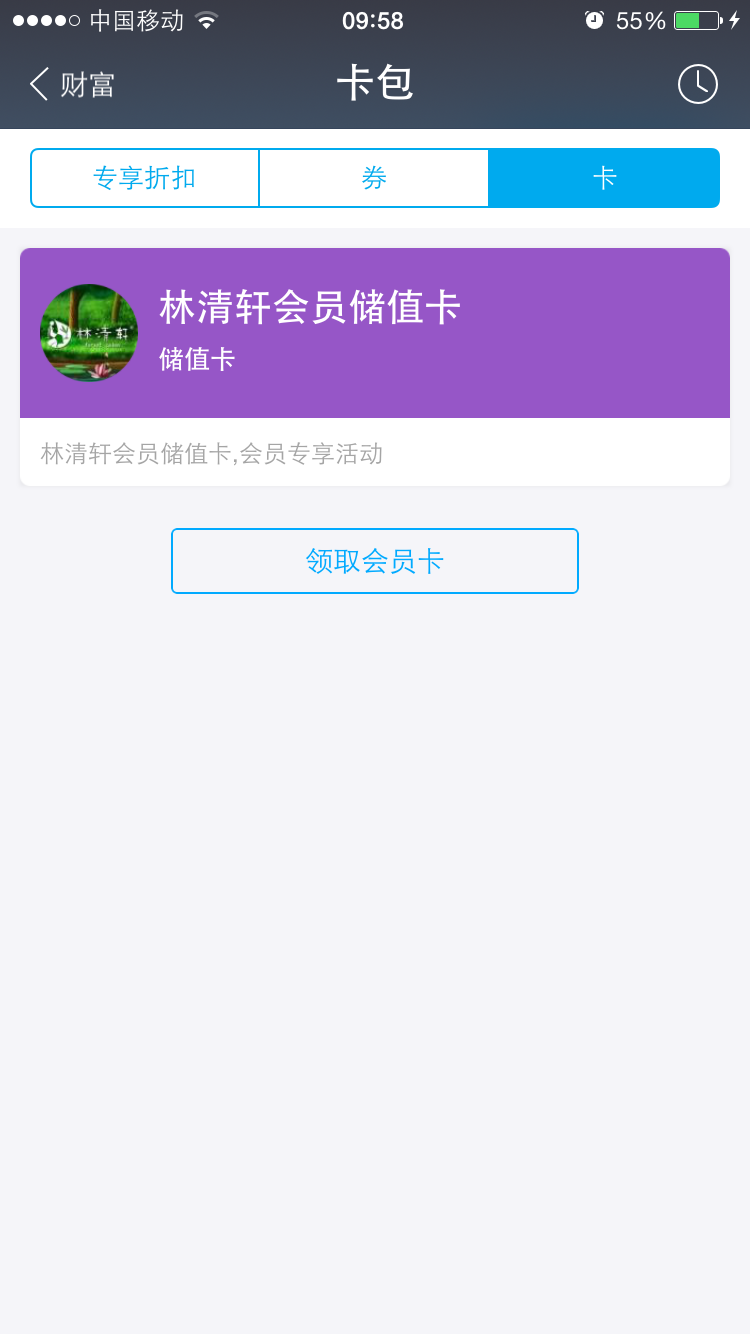 中国移动
09:58
55%
财富
卡包
专享折扣
券
卡
林清轩会员储值卡
储值卡
林清轩
林清轩会员储值卡,会员专享活动
领取会员卡